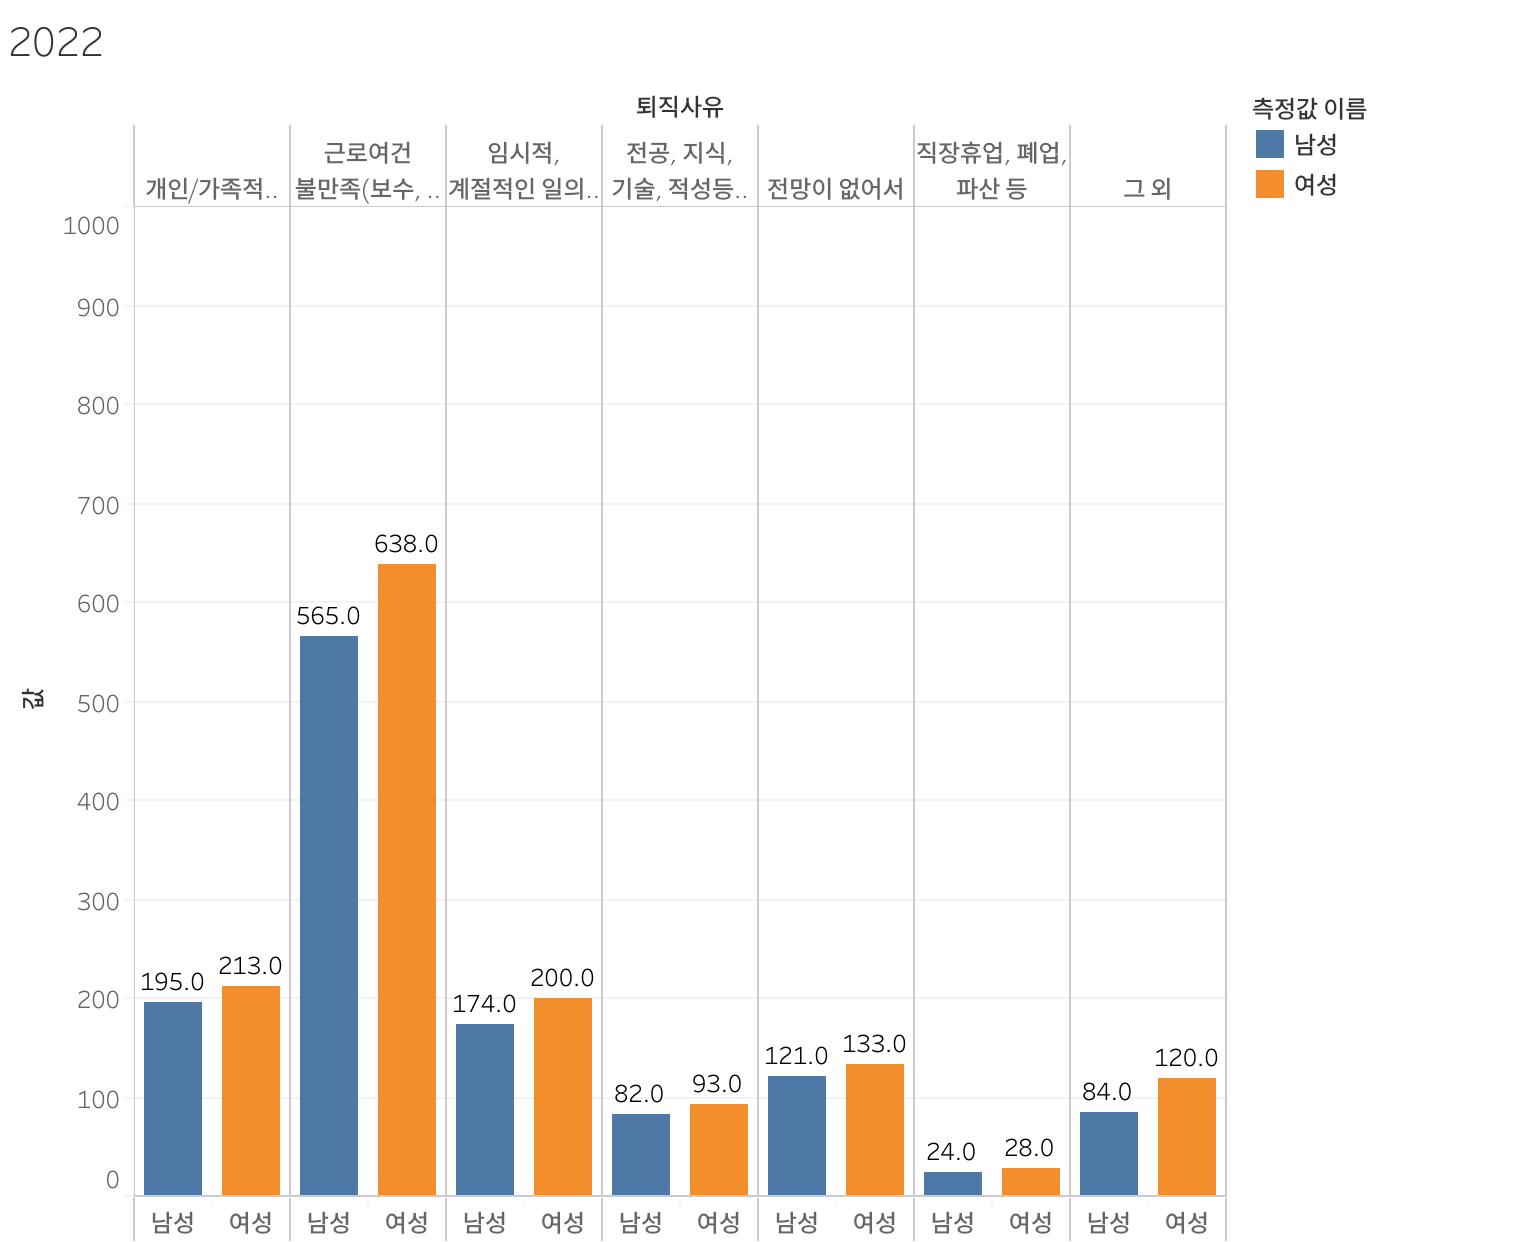 2022
퇴직사유
측정값 이름
남성
여성
개인/가족적..
근로여건
불만족(보수, ..
임시적,
계절적인 일의..
전공, 지식,
기술, 적성등..
전망이 없어서
직장휴업, 폐업,
파산 등
그 외
값
1000
900
800
700
600
500
400
300
200
100
0
195.0
213.0
565.0
638.0
174.0
200.0
82.0
93.0
121.0
133.0
24.0
28.0
84.0
120.0
남성 여성 남성 여성 남성 여성 남성 여성 남성 여성 남성 여성 남성 여성